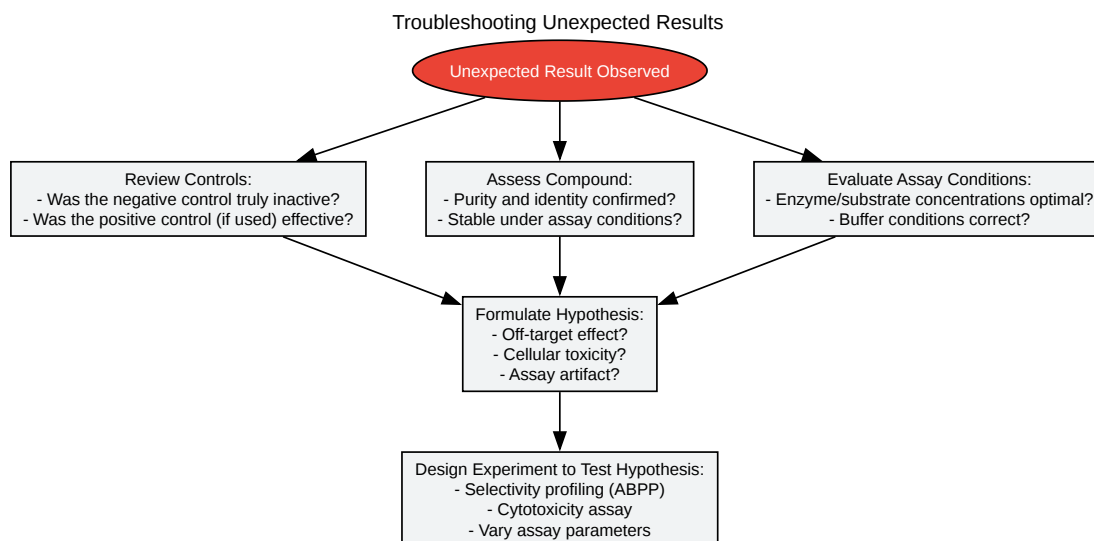 Troubleshooting Unexpected Results
Unexpected Result Observed
Review Controls:
- Was the negative control truly inactive?
- Was the positive control (if used) effective?
Assess Compound:
- Purity and identity confirmed?
- Stable under assay conditions?
Evaluate Assay Conditions:
- Enzyme/substrate concentrations optimal?
- Buffer conditions correct?
Formulate Hypothesis:
- Off-target effect?
- Cellular toxicity?
- Assay artifact?
Design Experiment to Test Hypothesis:
- Selectivity profiling (ABPP)
- Cytotoxicity assay
- Vary assay parameters